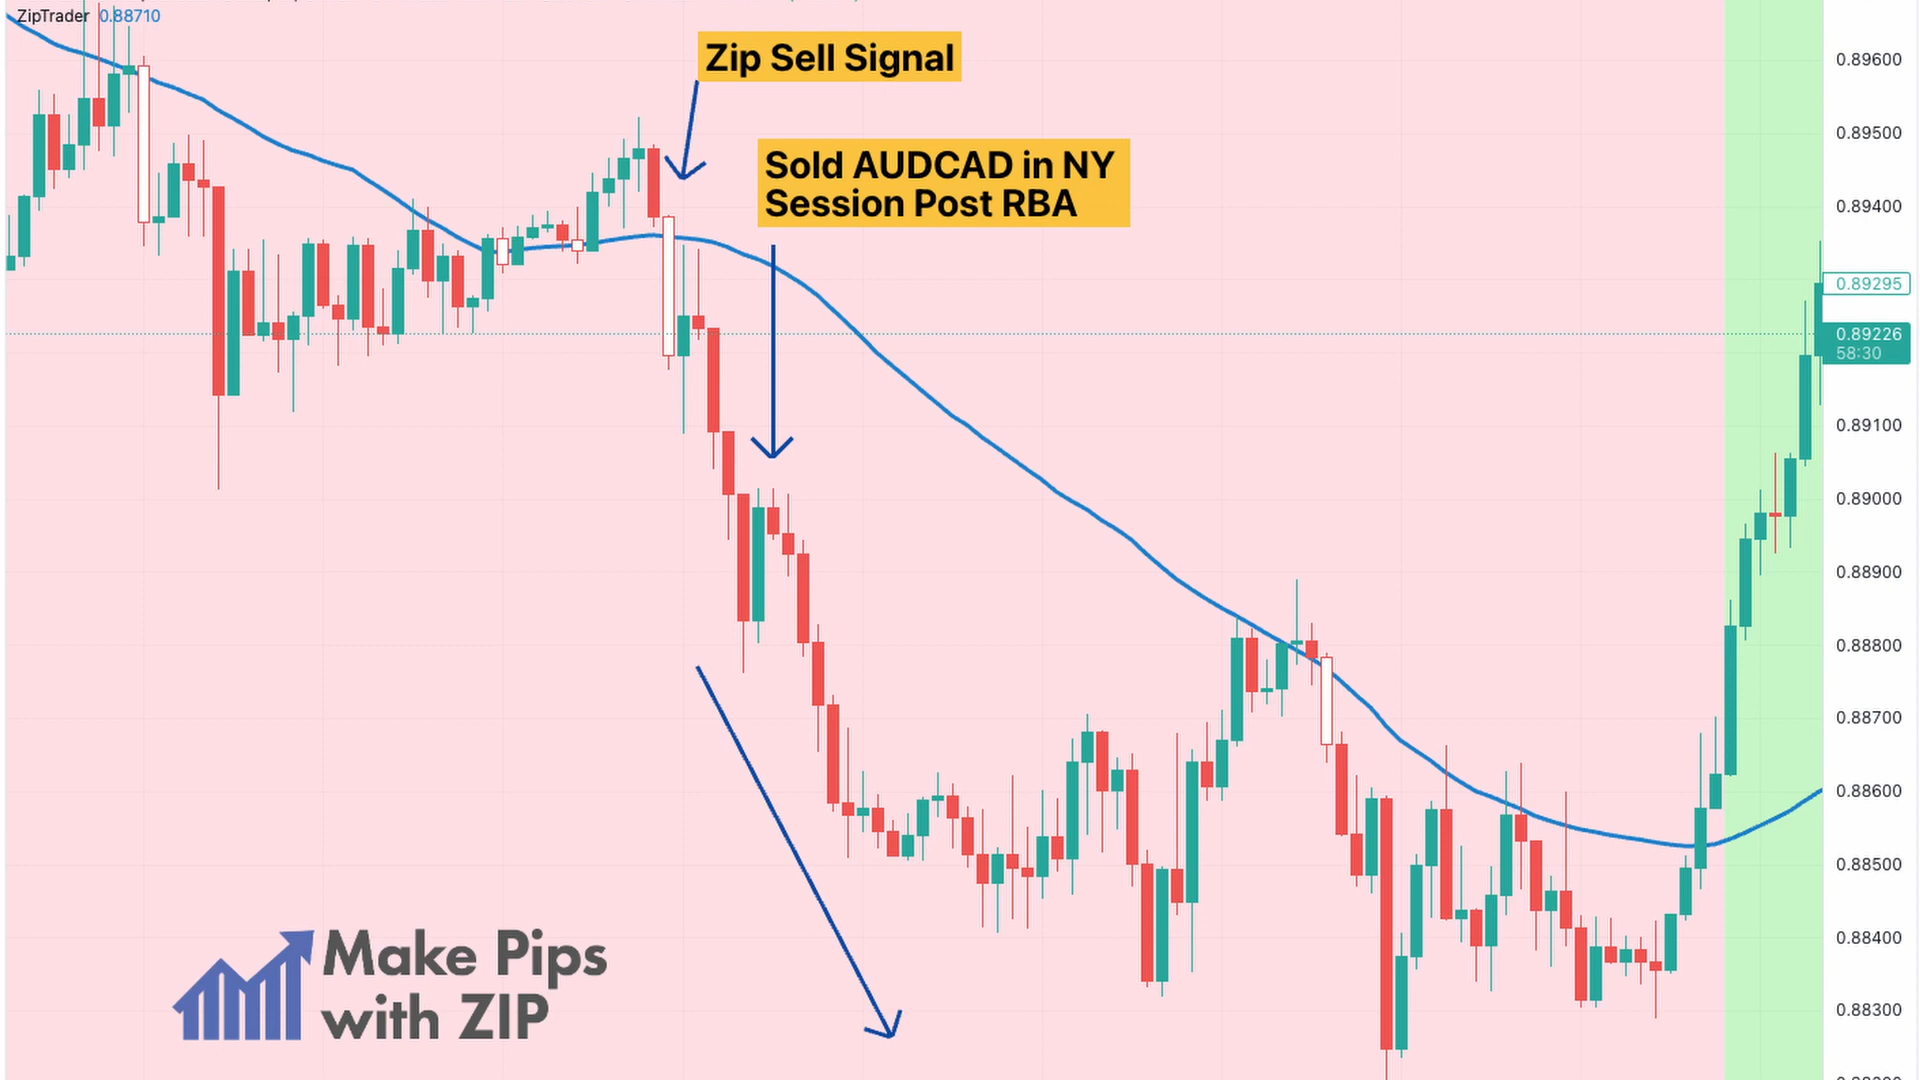 ZipTrader 0.88710
Zip Sell Signal
Sold AUDCAD in NY
Session Post RBA
0.89600
0.89500
0.89400
0.89295
0.89226
58:30
0.89100
0.89000
0.88900
0.88800
0.88700
0.88600
0.88500
0.88400
0.88300
Make Pips
with ZIP